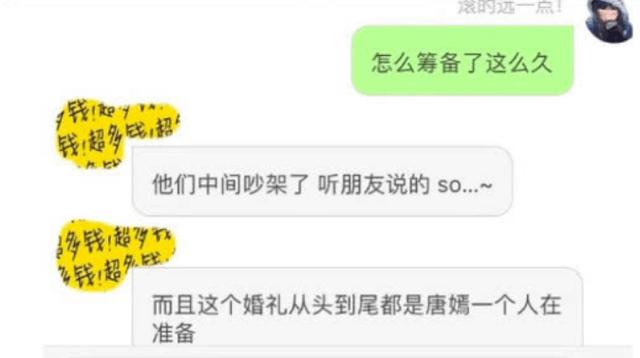 滚的远一点!
怎么筹备了这么久
钱!超多
钱!超多钱!
超多钱!
他们中间吵架了 听朋友说的 so...~
超多钱!超多钱!
钱!超多钱!
而且这个婚礼从头到尾都是唐嫣一个人在
准备